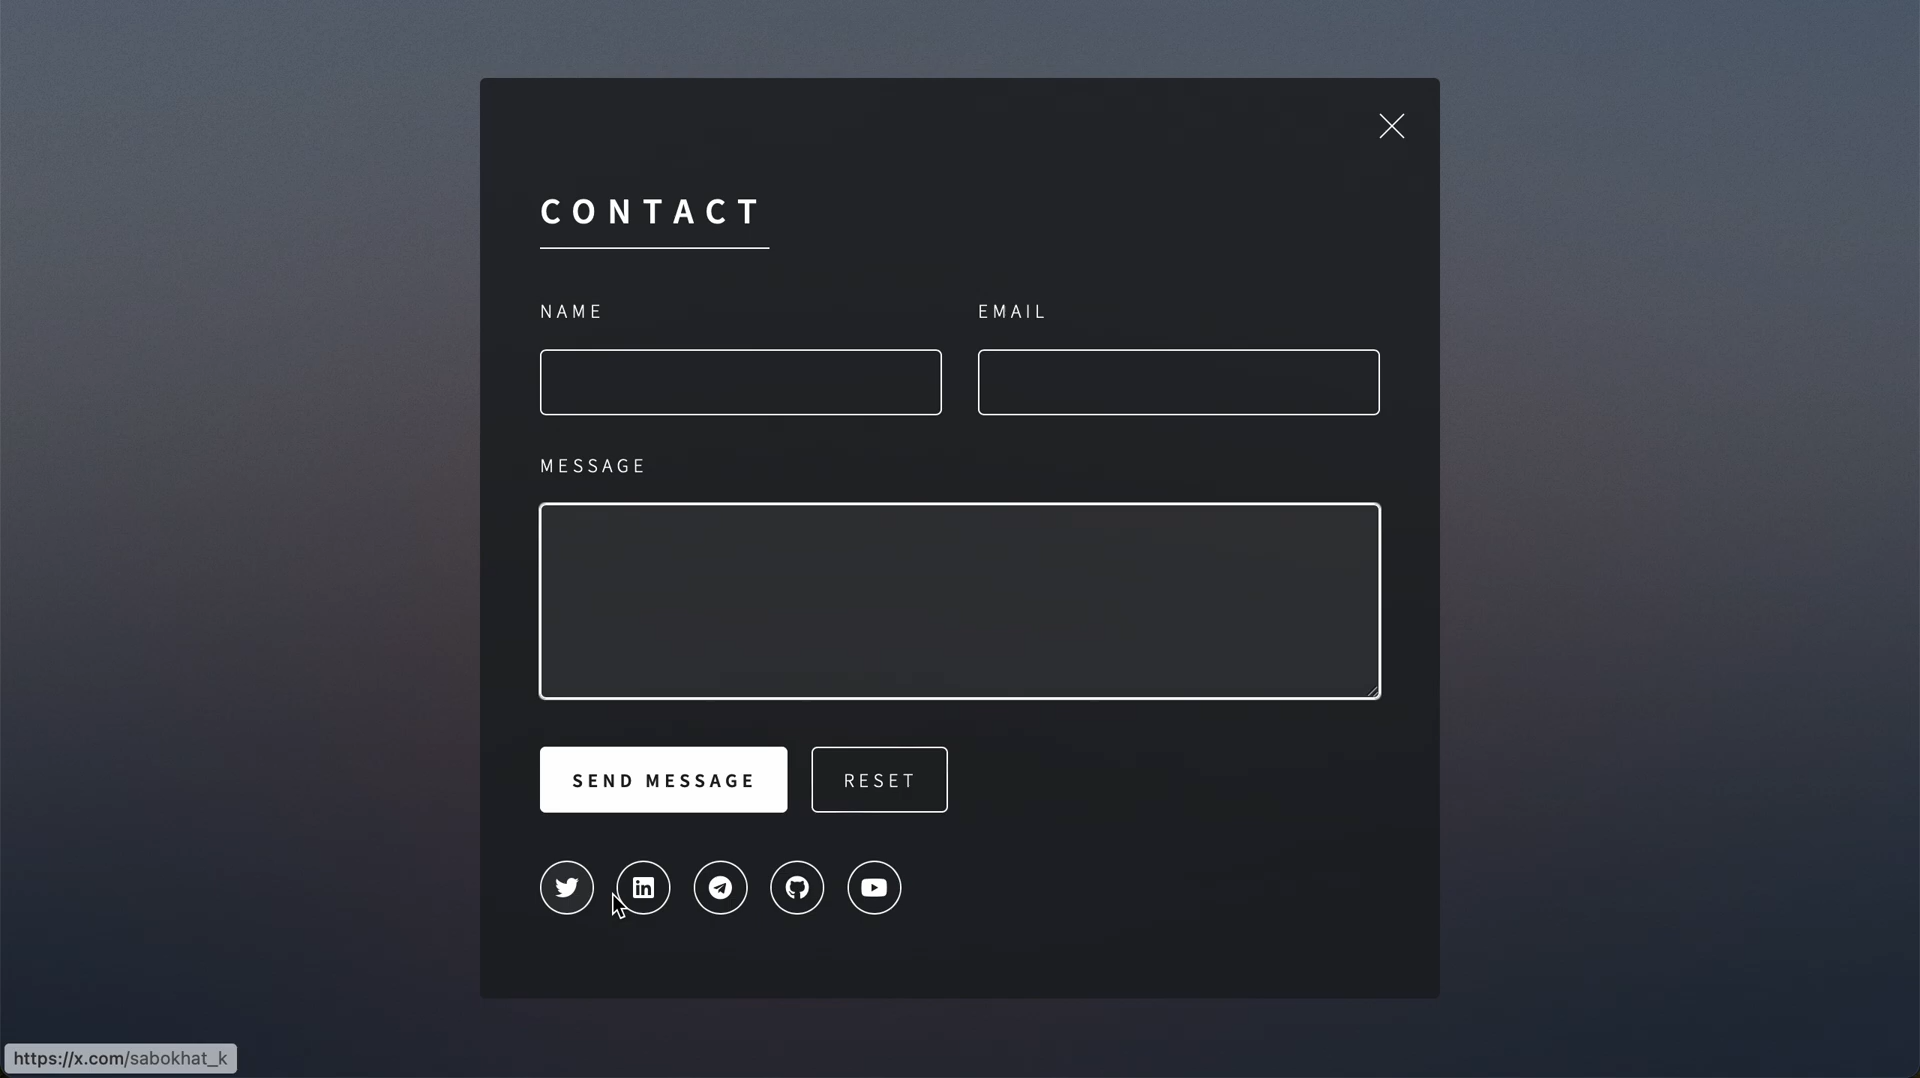 CONTACT
NAME
EMAIL
MESSAGE
SEND MESSAGE
RESET
https://x.com/sabokhat_k